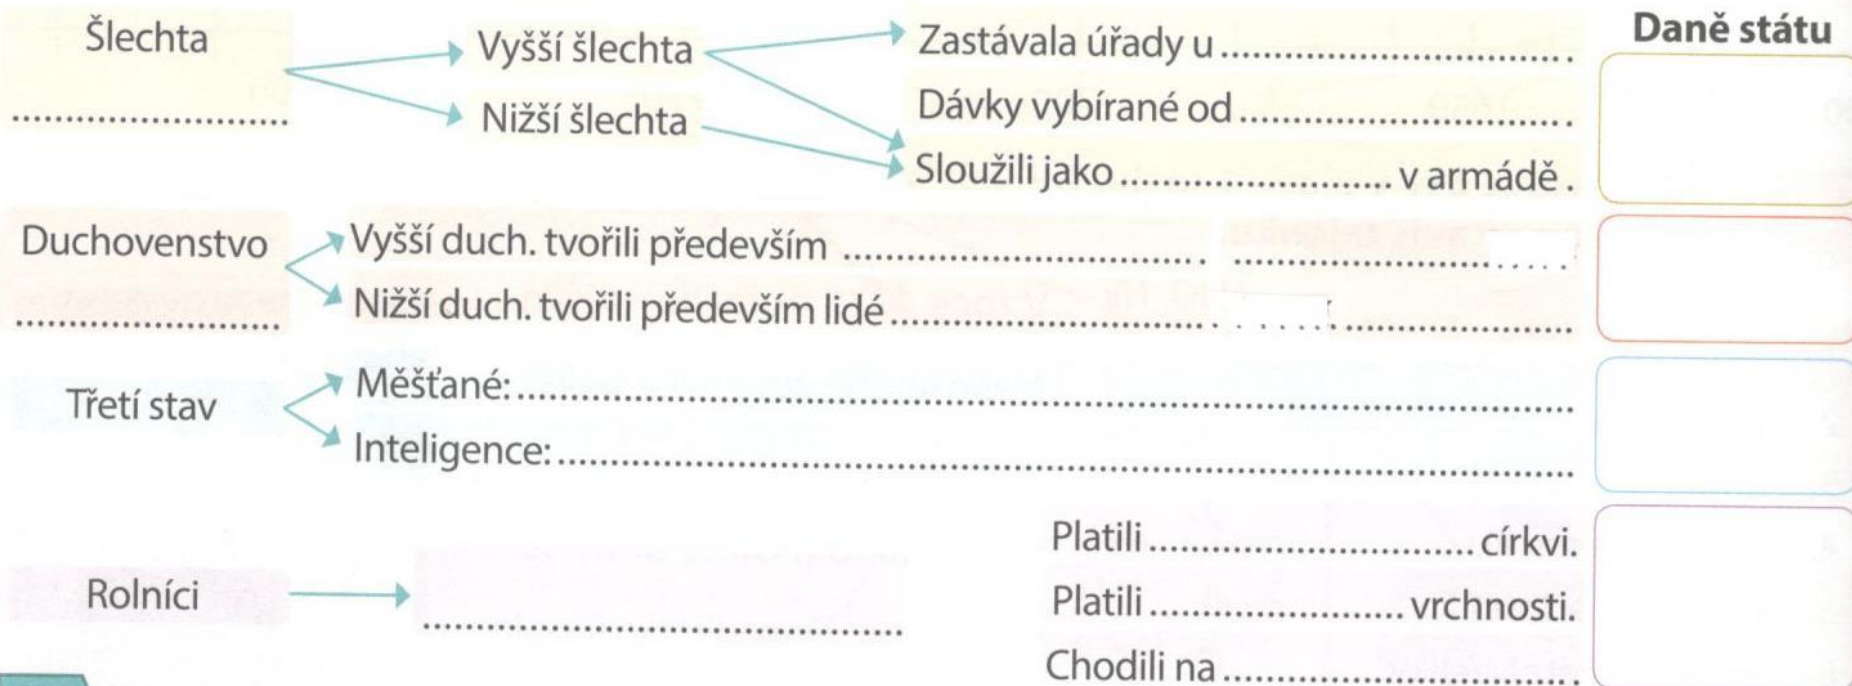 Šlechta
..........................
Vyšší šlechta
Nižší šlechta
Zastávala úřady u .............................. .
Dávky vybírané od .............................. .
Sloužili jako .......................... v armádě .
Daně státu
Duchovenstvo
..........................
Vyšší duch. tvořili především .................................. . ..............................
Nižší duch. tvořili především lidé .............................. ......................
Třetí stav
Měšťané: ....................................................................................................
Inteligence: ................................................................................................
Rolníci
.............................................
Platili .............................. církvi.
Platili ........................ vrchnosti.
Chodili na .................................. .